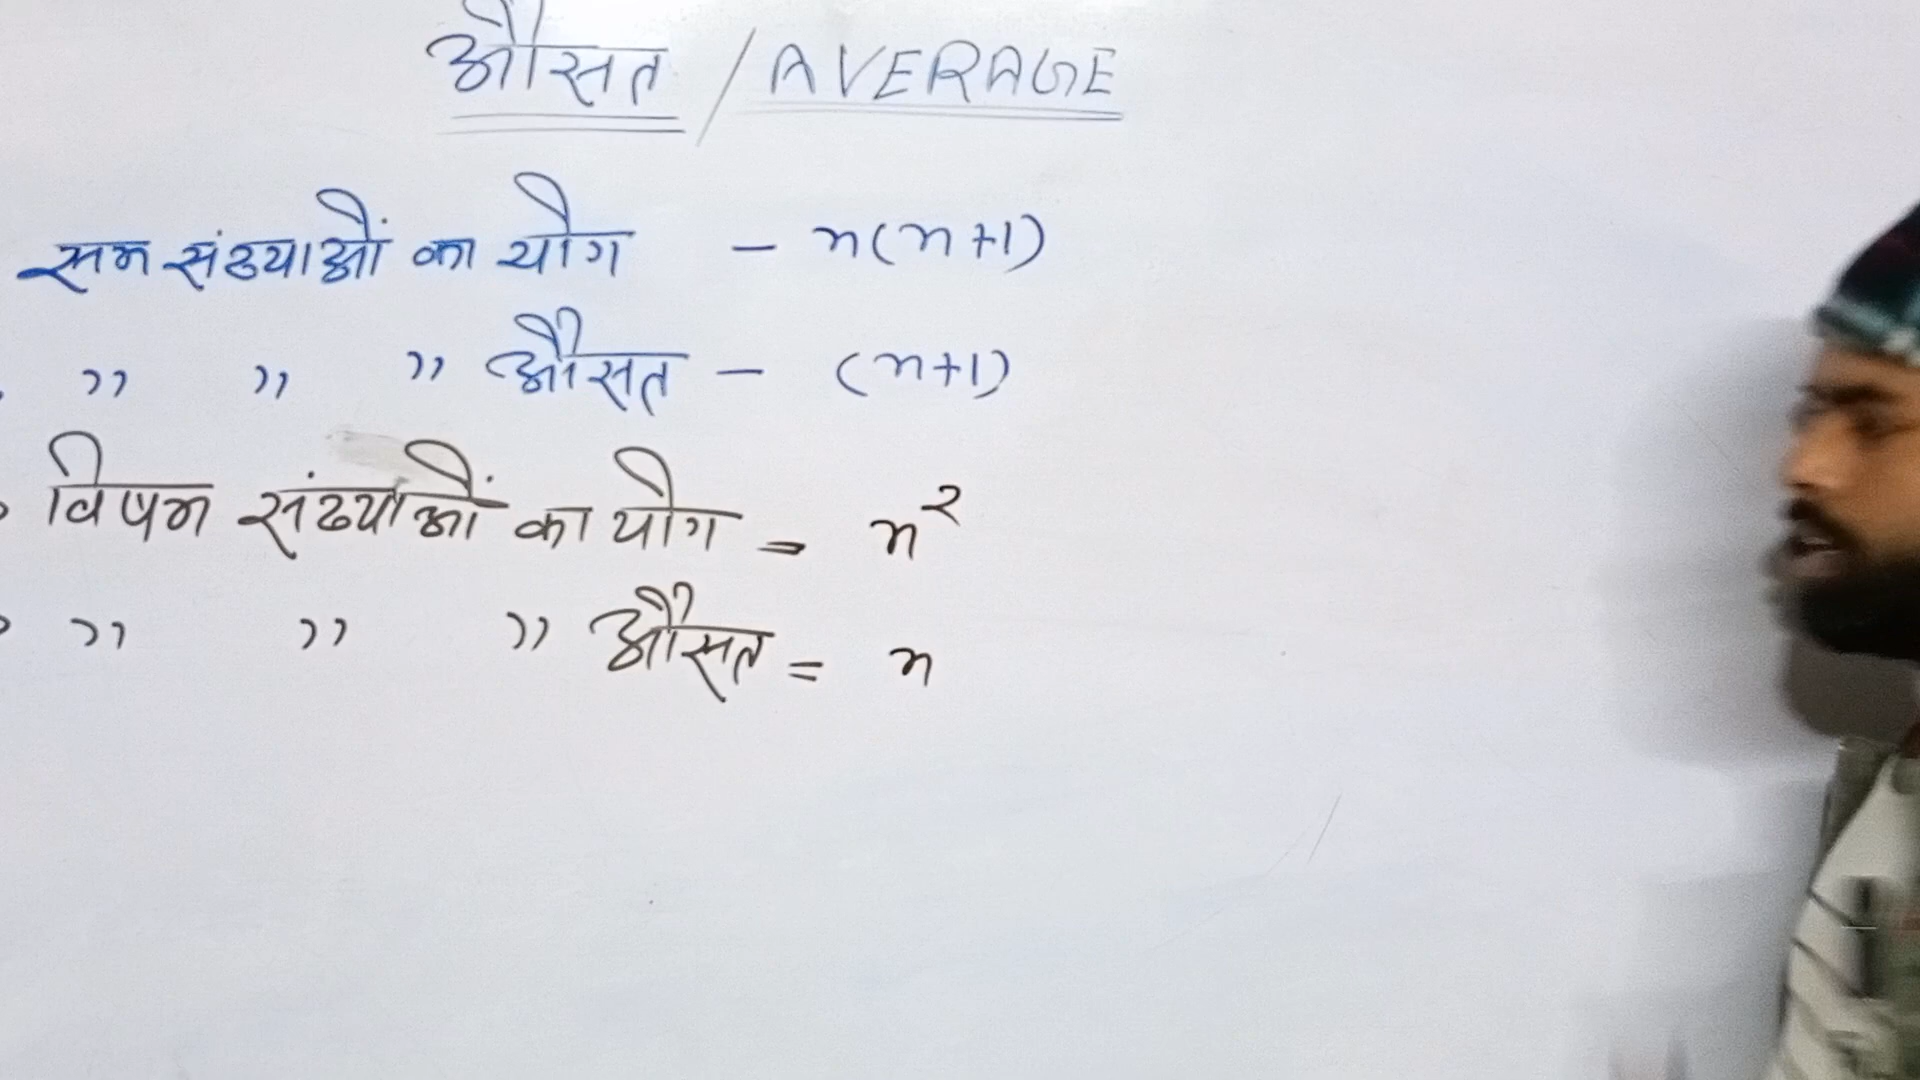 औसत / AVERAGE
सम संख्याओं का योग - n(n+1)
" " " औसत - (n+1)
विषम संख्याओं का योग = n²
" " " औसत = n